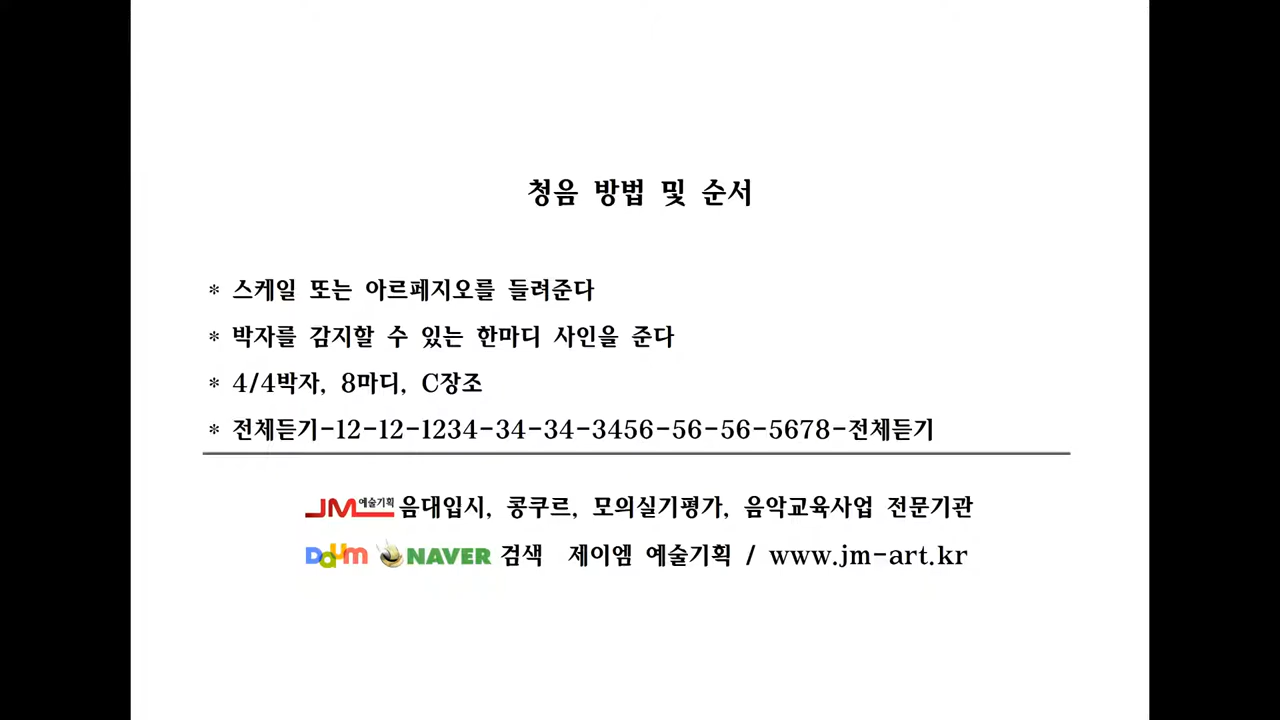 청음 방법 및 순서
* 스케일 또는 아르페지오를 들려준다
* 박자를 감지할 수 있는 한마디 사인을 준다
* 4/4박자, 8마디, C장조
* 전체듣기-12-12-1234-34-34-3456-56-56-5678-전체듣기
JM예술기획 음대입시, 콩쿠르, 모의실기평가, 음악교육사업 전문기관
Daum NAVER 검색 제이엠 예술기획 / www.jm-art.kr